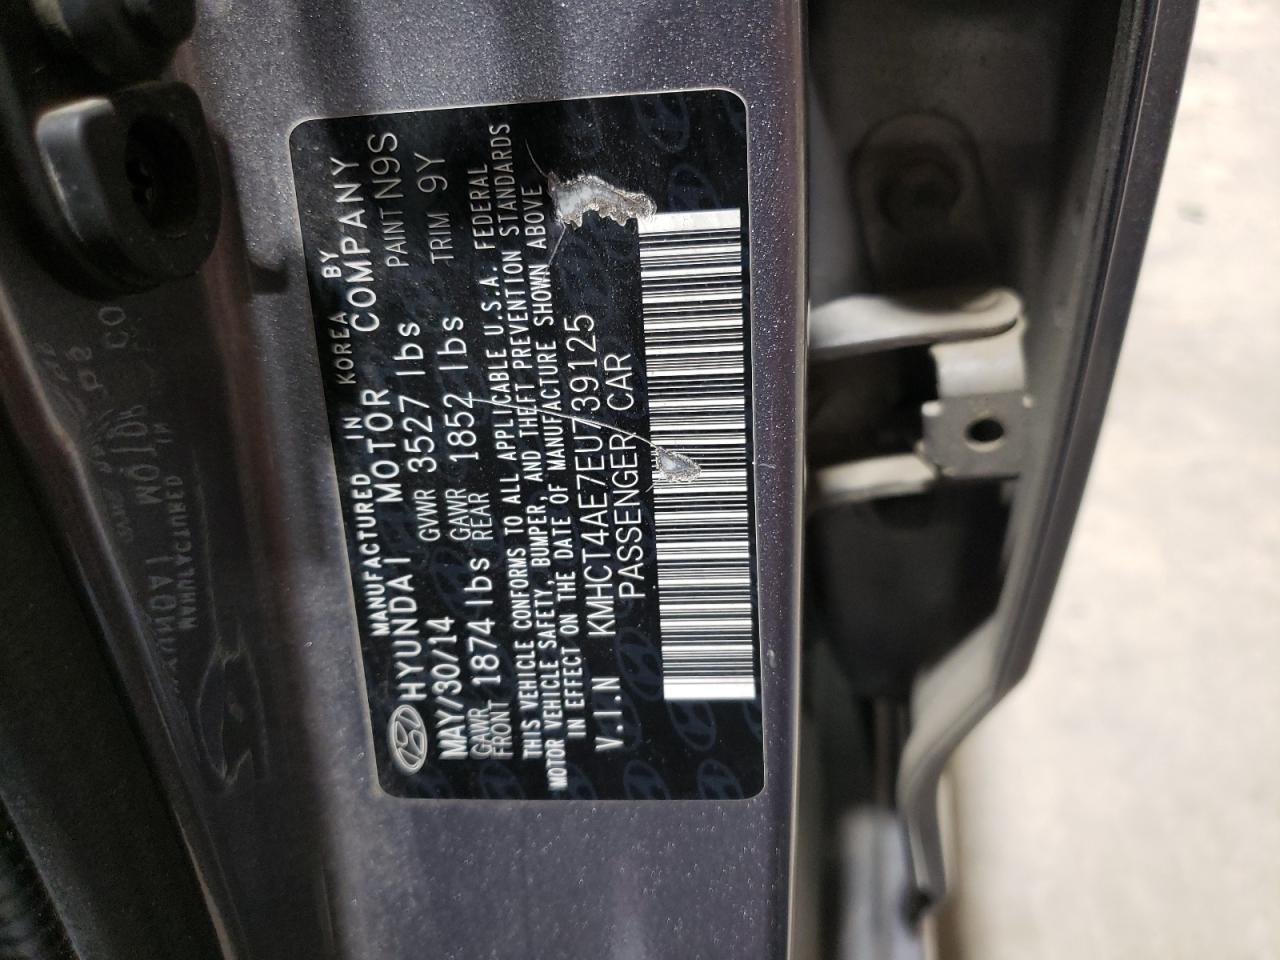 MANUFACTURED IN KOREA BY
HYUNDAI MOTOR COMPANY
MAY/30/14 GVWR 3527 lbs PAINT N9S
GAWR FRONT 1874 lbs GAWR REAR 1852 lbs TRIM 9Y
THIS VEHICLE CONFORMS TO ALL APPLICABLE U.S.A. FEDERAL
MOTOR VEHICLE SAFETY, BUMPER, AND THEFT PREVENTION STANDARDS
IN EFFECT ON THE DATE OF MANUFACTURE SHOWN ABOVE
V.I.N KMHCT4AE7EU739125
PASSENGER CAR